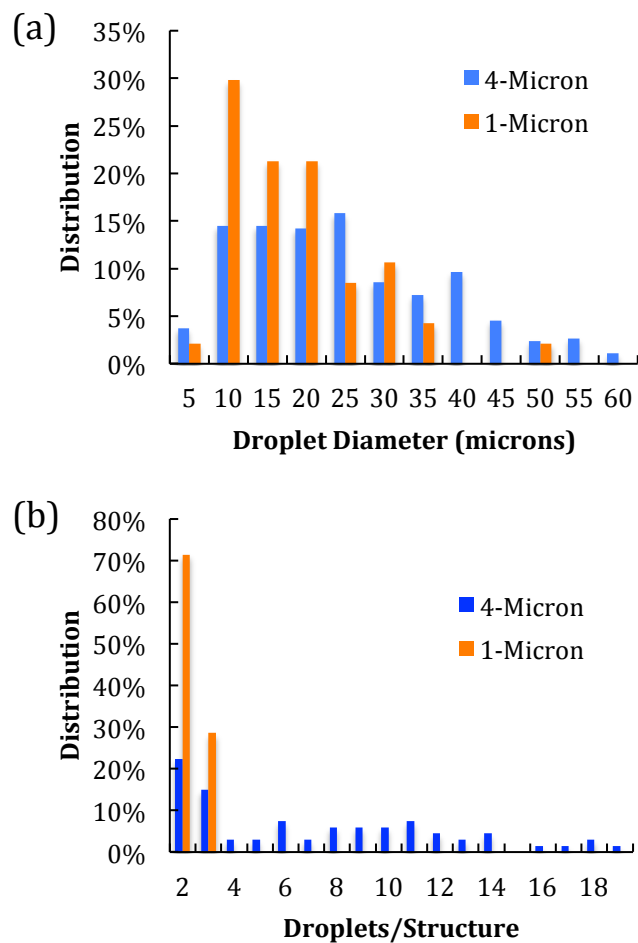 (a)
35%
30%
25%
20%
15%
10%
5%
0%
Distribution
4-Micron
1-Micron
5 10 15 20 25 30 35 40 45 50 55 60
Droplet Diameter (microns)
(b)
80%
70%
60%
50%
40%
30%
20%
10%
0%
Distribution
4-Micron
1-Micron
2 4 6 8 10 12 14 16 18
Droplets/Structure